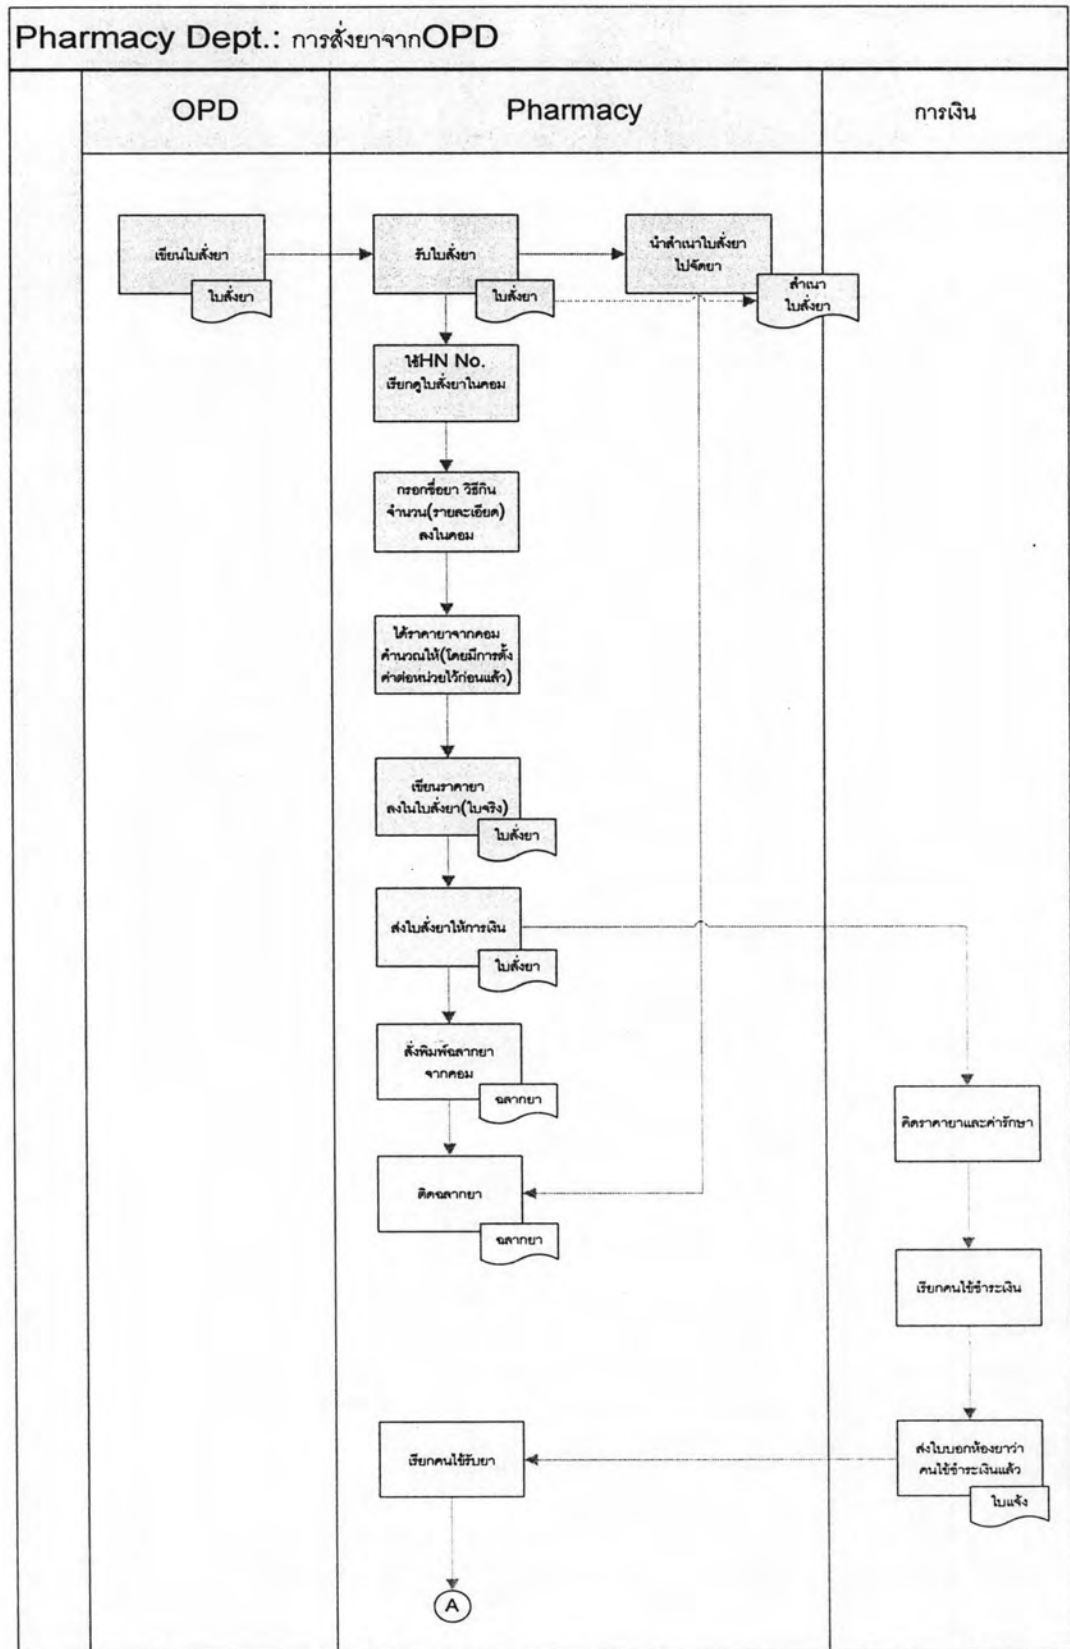 Pharmacy Dept.: การสั่งยาจากOPD
OPD
Pharmacy
การเงิน
เขียนใบสั่งยา
ใบสั่งยา
รับใบสั่งยา
ใบสั่งยา
นำสำเนาใบสั่งยา
ไปจัดยา
สำเนา
ใบสั่งยา
ใช้HN No.
เรียกดูใบสั่งยาในคอม
กรอกชื่อยา วิธีกิน
จำนวน(รายละเอียด)
ลงในคอม
ได้ราคายาจากคอม
คำนวณให้(โดยมีการตั้ง
ค่าต่อหน่วยไว้ก่อนแล้ว)
เขียนราคายา
ลงในใบสั่งยา(ใบจริง)
ใบสั่งยา
ส่งใบสั่งยาให้การเงิน
ใบสั่งยา
สั่งพิมพ์ฉลากยา
จากคอม
ฉลากยา
คิดราคายาและค่ารักษา
ติดฉลากยา
ฉลากยา
เรียกคนไข้ชำระเงิน
เรียกคนไข้รับยา
ส่งใบบอกห้องยาว่า
คนไข้ชำระเงินแล้ว
ใบแจ้ง
A